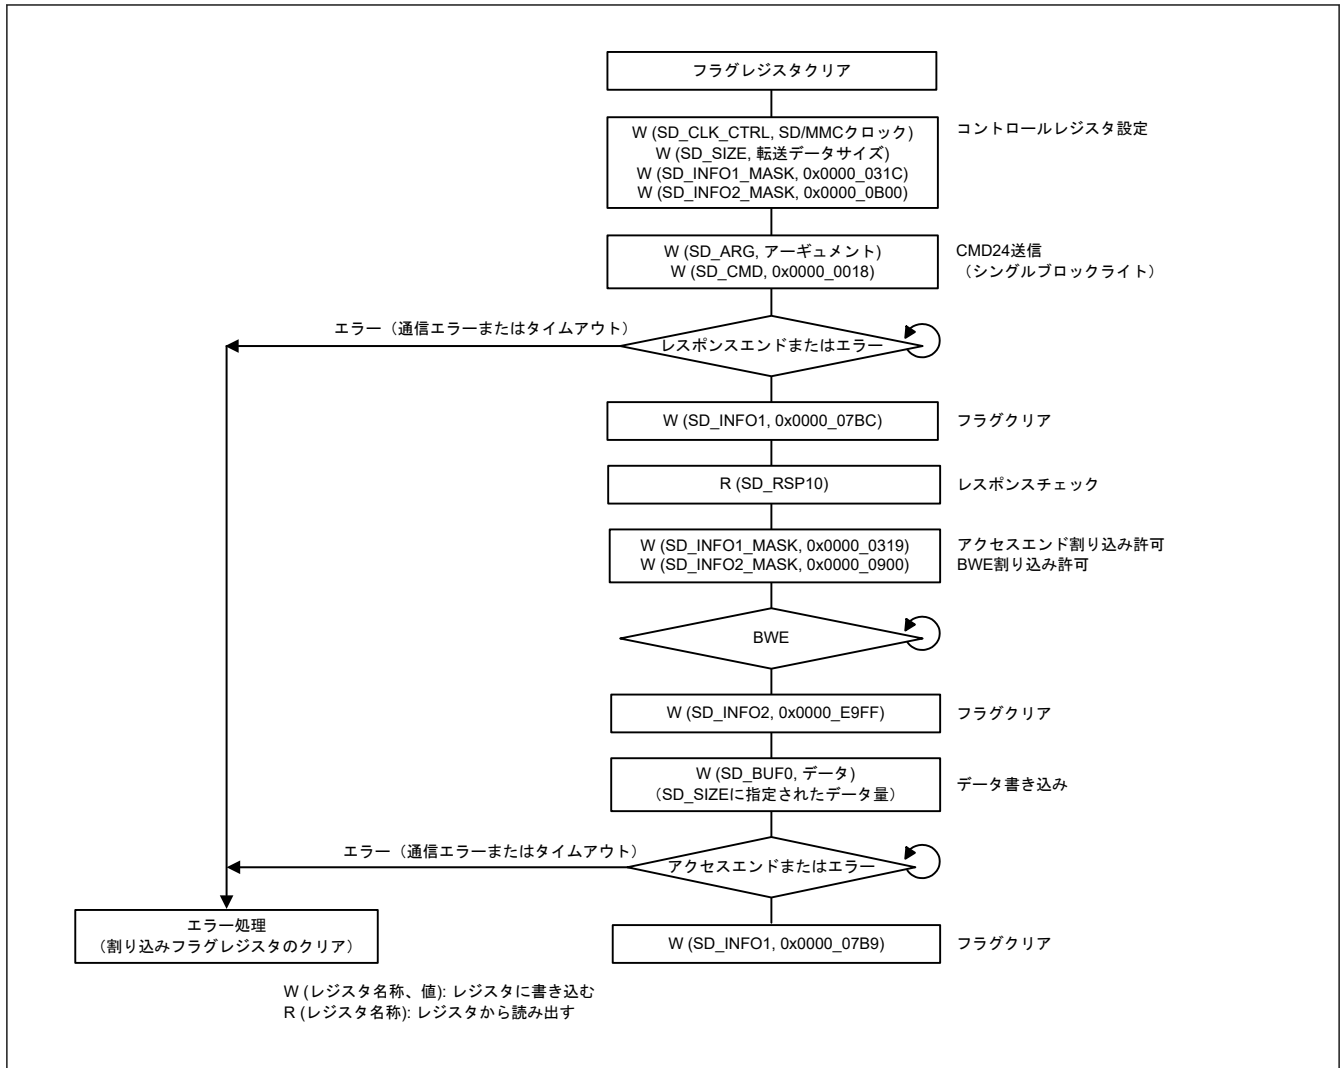 フラグレジスタクリア
W (SD_CLK_CTRL, SD/MMCクロック)
W (SD_SIZE, 転送データサイズ)
W (SD_INFO1_MASK, 0x0000_031C)
W (SD_INFO2_MASK, 0x0000_0B00)
コントロールレジスタ設定
W (SD_ARG, アーギュメント)
W (SD_CMD, 0x0000_0018)
CMD24送信
（シングルブロックライト）
エラー（通信エラーまたはタイムアウト）
レスポンスエンドまたはエラー
W (SD_INFO1, 0x0000_07BC)
フラグクリア
R (SD_RSP10)
レスポンスチェック
W (SD_INFO1_MASK, 0x0000_0319)
W (SD_INFO2_MASK, 0x0000_0900)
アクセスエンド割り込み許可
BWE割り込み許可
BWE
W (SD_INFO2, 0x0000_E9FF)
フラグクリア
W (SD_BUF0, データ)
（SD_SIZEに指定されたデータ量）
データ書き込み
エラー（通信エラーまたはタイムアウト）
アクセスエンドまたはエラー
エラー処理
（割り込みフラグレジスタのクリア）
W (SD_INFO1, 0x0000_07B9)
フラグクリア
W (レジスタ名称、値): レジスタに書き込む
R (レジスタ名称): レジスタから読み出す